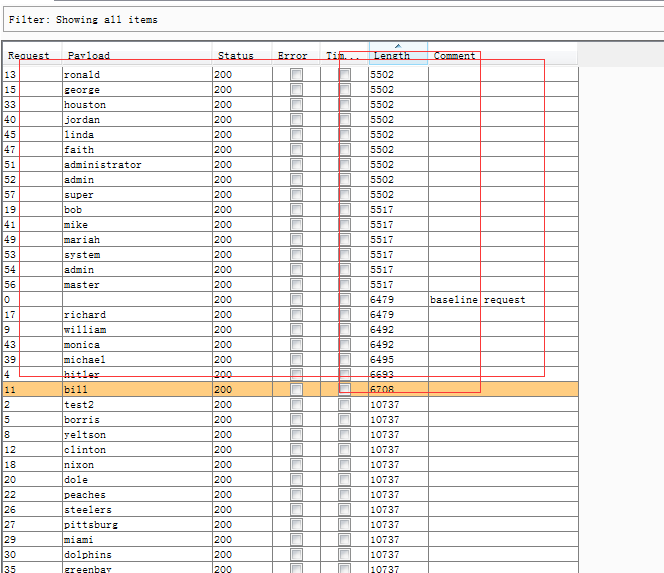 Filter: Showing all items
Request Payload Status Error Tim... Length Comment
13 ronald 200 5502
15 george 200 5502
33 houston 200 5502
40 jordan 200 5502
45 linda 200 5502
47 faith 200 5502
51 administrator 200 5502
52 admin 200 5502
57 super 200 5502
19 bob 200 5517
41 mike 200 5517
49 mariah 200 5517
53 system 200 5517
54 admin 200 5517
56 master 200 5517
0 200 6479 baseline request
17 richard 200 6479
9 william 200 6492
43 monica 200 6492
39 michael 200 6495
4 hitler 200 6693
11 bill 200 6708
2 test2 200 10737
5 borris 200 10737
8 yeltson 200 10737
12 clinton 200 10737
18 nixon 200 10737
20 dole 200 10737
22 peaches 200 10737
26 steelers 200 10737
27 pittsburg 200 10737
29 miami 200 10737
30 dolphins 200 10737
35 greenbay 200 10737